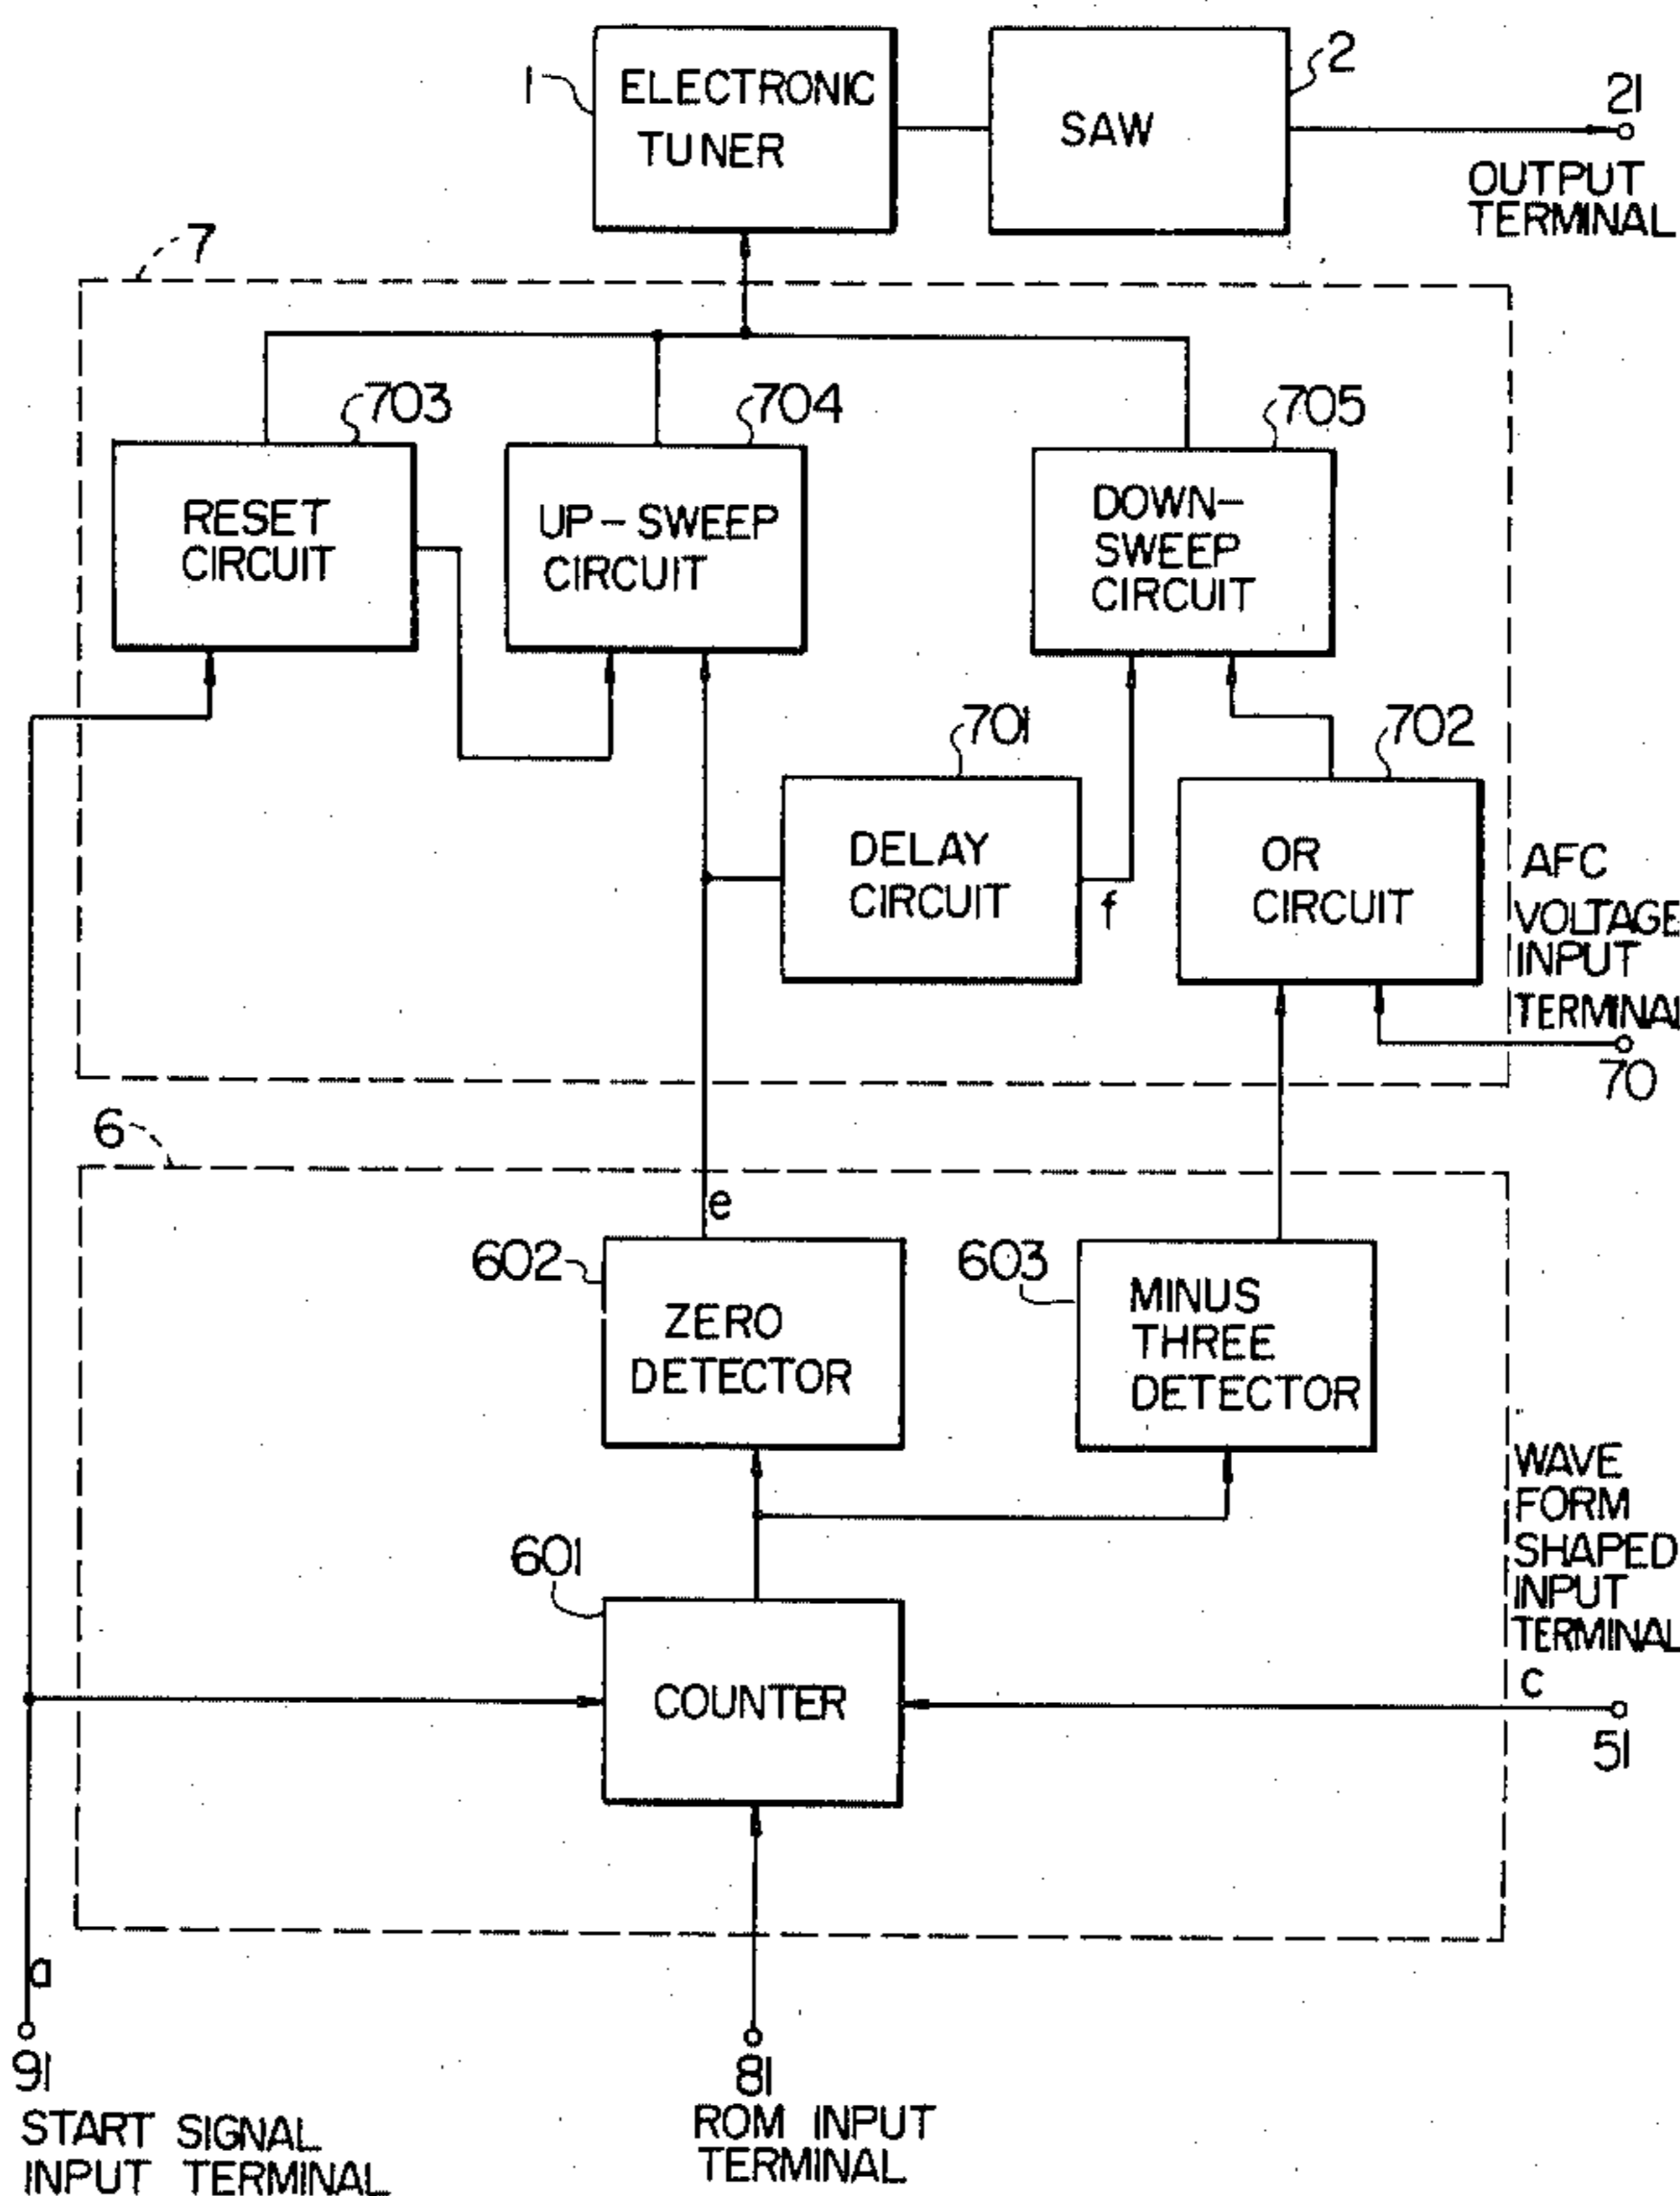 1
ELECTRONIC
TUNER
SAW
2
21
OUTPUT
TERMINAL
7
703
704
705
RESET
CIRCUIT
UP-SWEEP
CIRCUIT
DOWN-
SWEEP
CIRCUIT
701
702
DELAY
CIRCUIT
f
OR
CIRCUIT
AFC
VOLTAGE
INPUT
TERMINAL
70
6
e
602
603
ZERO
DETECTOR
MINUS
THREE
DETECTOR
WAVE
FORM
SHAPED
INPUT
TERMINAL
601
COUNTER
c
51
a
91
START SIGNAL
INPUT TERMINAL
81
ROM INPUT
TERMINAL